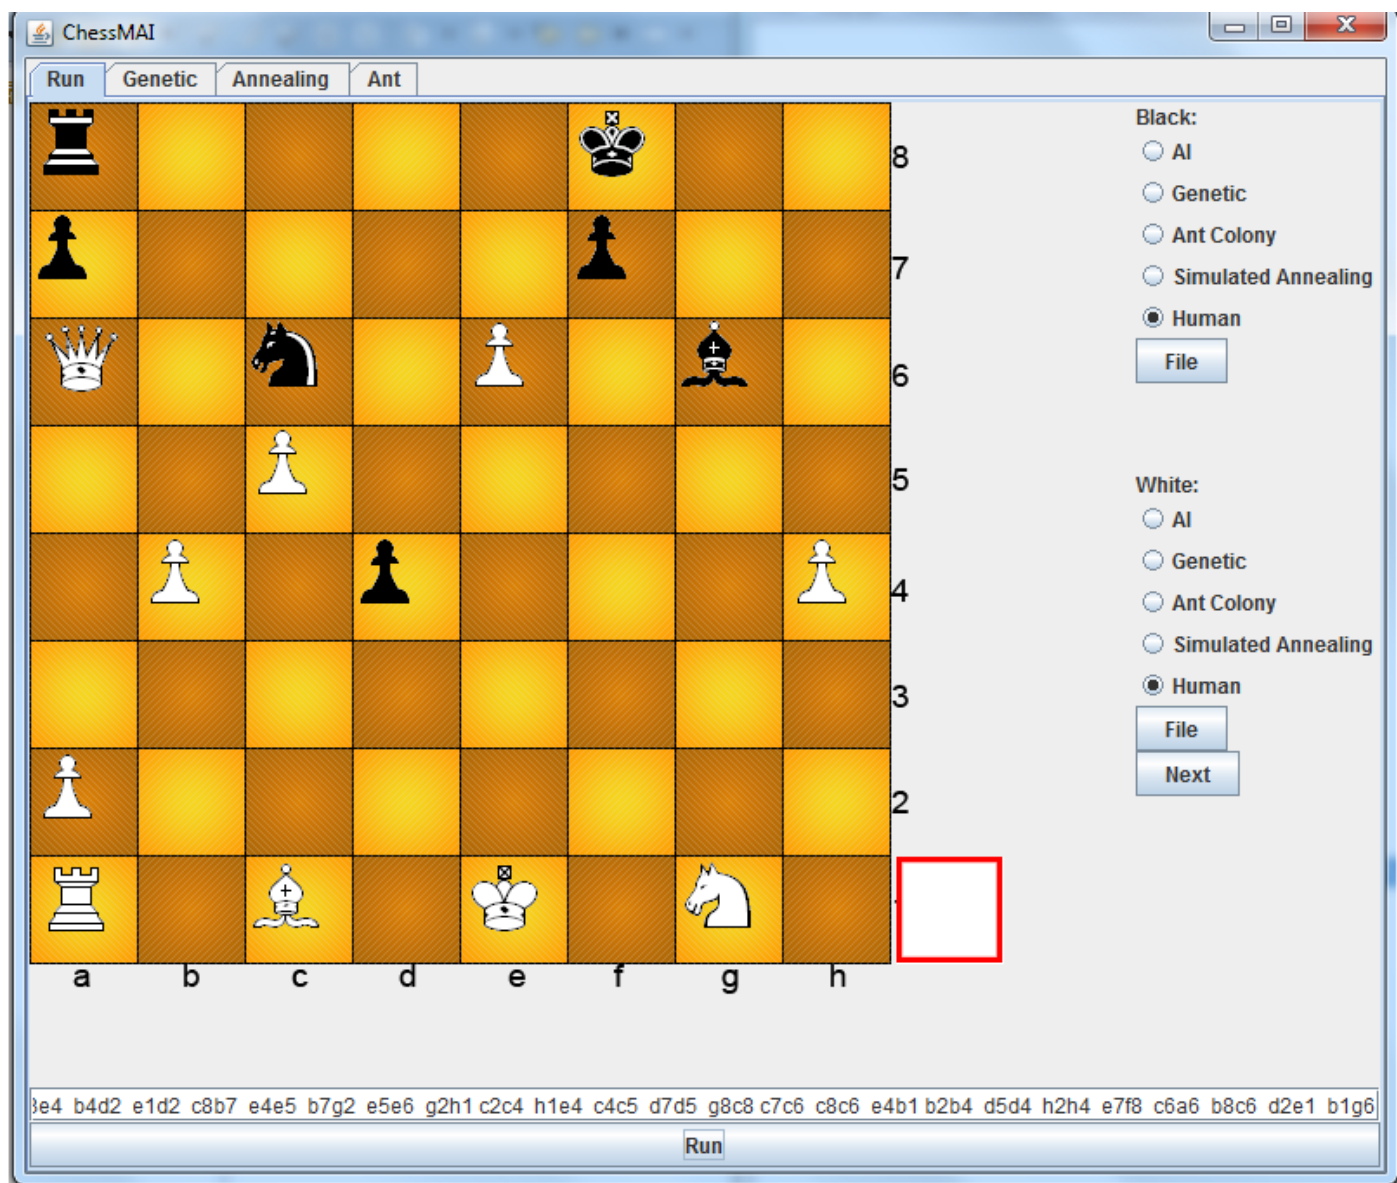 ChessMAI
Run Genetic Annealing Ant
Black:
AI
Genetic
Ant Colony
Simulated Annealing
Human
File
White:
AI
Genetic
Ant Colony
Simulated Annealing
Human
File
Next
8
7
6
5
4
3
2
a b c d e f g h
3e4 b4d2 e1d2 c8b7 e4e5 b7g2 e5e6 g2h1 c2c4 h1e4 c4c5 d7d5 g8c8 c7c6 c8c6 e4b1 b2b4 d5d4 h2h4 e7f8 c6a6 b8c6 d2e1 b1g6
Run